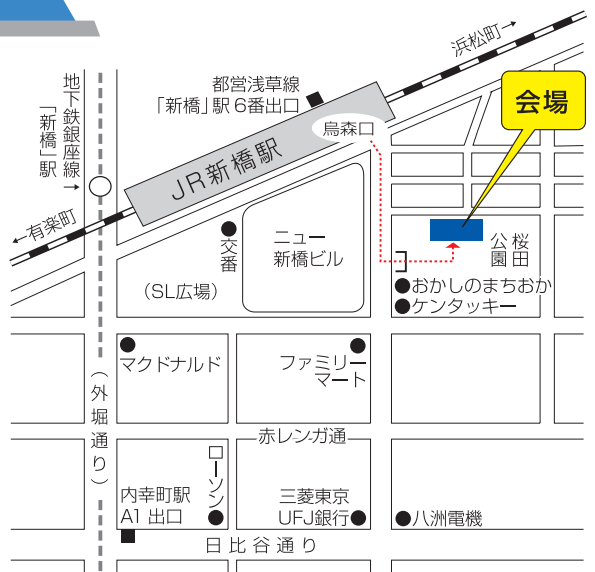 浜松町→
都営浅草線
「新橋」駅 6番出口
地下鉄銀座線
「新橋」駅
会場
烏森口
JR新橋駅
←有楽町
交番
ニュー
新橋ビル
桜田
公園
(SL広場)
●おかしのまちおか
●ケンタッキー
マクドナルド
ファミリー
マート
(外堀通り)
赤レンガ通
ローソン
内幸町駅
A1 出口
三菱東京
UFJ銀行●
●八洲電機
日比谷通り